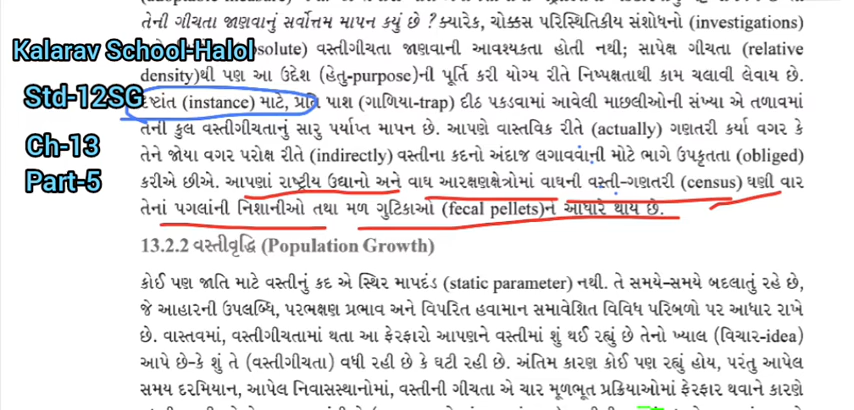 તેની ગીચતા જાણવાનું સર્વોત્તમ માપન કયું છે ? ક્યારેક, ચોક્કસ પરિસ્થિતિકીય સંશોધનો (investigations)
Kalarav School-Halol
વસ્તીગીચતા જાણવાની આવશ્યકતા હોતી નથી; સાપેક્ષ ગીચતા (relative
density)થી પણ આ ઉદ્દેશ (હેતુ-purpose)ની પૂર્તિ કરી યોગ્ય રીતે નિષ્પક્ષતાથી કામ ચલાવી લેવાય છે.
Std-12SG
(instance) માટે, પ્રતિ પાશ (ગાળિયા-trap) દીઠ પકડવામાં આવેલી માછલીઓની સંખ્યા એ તળાવમાં
તેની કુલ વસ્તીગીચતાનું સારુ પર્યાપ્ત માપન છે. આપણે વાસ્તવિક રીતે (actually) ગણતરી કર્યા વગર કે
Ch-13
તેને જોયા વગર પરોક્ષ રીતે (indirectly) વસ્તીના કદનો અંદાજ લગાવવાની મોટે ભાગે ઉપકૃતતા (obliged)
Part-5
કરીએ છીએ. આપણાં રાષ્ટ્રીય ઉદ્યાનો અને વાઘ આરક્ષણક્ષેત્રોમાં વાઘની વસ્તી-ગણતરી (census) ઘણી વાર
તેનાં પગલાંની નિશાનીઓ તથા મળ ગુટિકાઓ (fecal pellets)ને આધારે થાય છે.
13.2.2 વસ્તીવૃદ્ધિ (Population Growth)
કોઈ પણ જાતિ માટે વસ્તીનું કદ એ સ્થિર માપદંડ (static parameter) નથી. તે સમયે-સમયે બદલાતું રહે છે,
જે આહારની ઉપલબ્ધિ, પરભક્ષણ પ્રભાવ અને વિપરિત હવામાન સમાવેશિત વિવિધ પરિબળો પર આધાર રાખે
છે. વાસ્તવમાં, વસ્તીગીચતામાં થતા આ ફેરફારો આપણને વસ્તીમાં શું થઈ રહ્યું છે તેનો ખ્યાલ (વિચાર-idea)
આપે છે-કે શું તે (વસ્તીગીચતા) વધી રહી છે કે ઘટી રહી છે. અંતિમ કારણ કોઈ પણ રહ્યું હોય, પરંતુ આપેલ
સમય દરમિયાન, આપેલ નિવાસસ્થાનોમાં, વસ્તીની ગીચતા એ ચાર મૂળભૂત પ્રક્રિયાઓમાં ફેરફાર થવાને કારણે